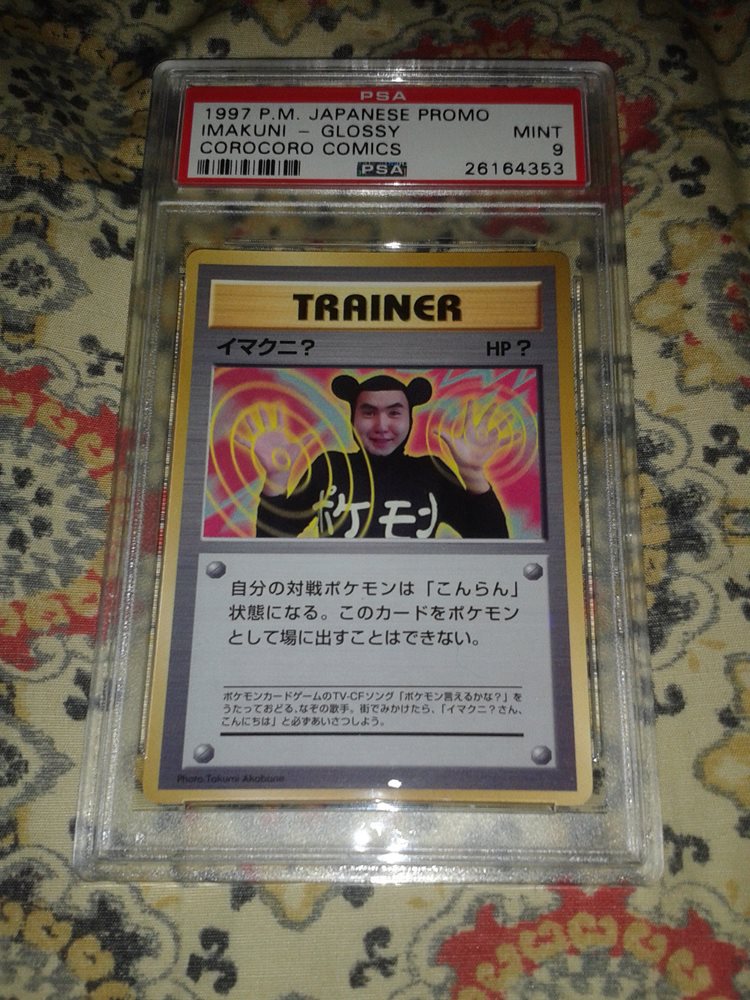 PSA
1997 P.M. JAPANESE PROMO
IMAKUNI - GLOSSY MINT
COROCORO COMICS 9
PSA 26164353
TRAINER
イマクニ? HP ?
ポケモン
自分の対戦ポケモンは「こんらん」
状態になる。このカードをポケモン
として場に出すことはできない。
ポケモンカードゲームのTV-CFソング「ポケモン言えるかな?」を
うたっておどる、なぞの歌手。街でみかけたら、「イマクニ?さん、
こんにちは」と必ずあいさつしよう。
Photo Takumi Akabane